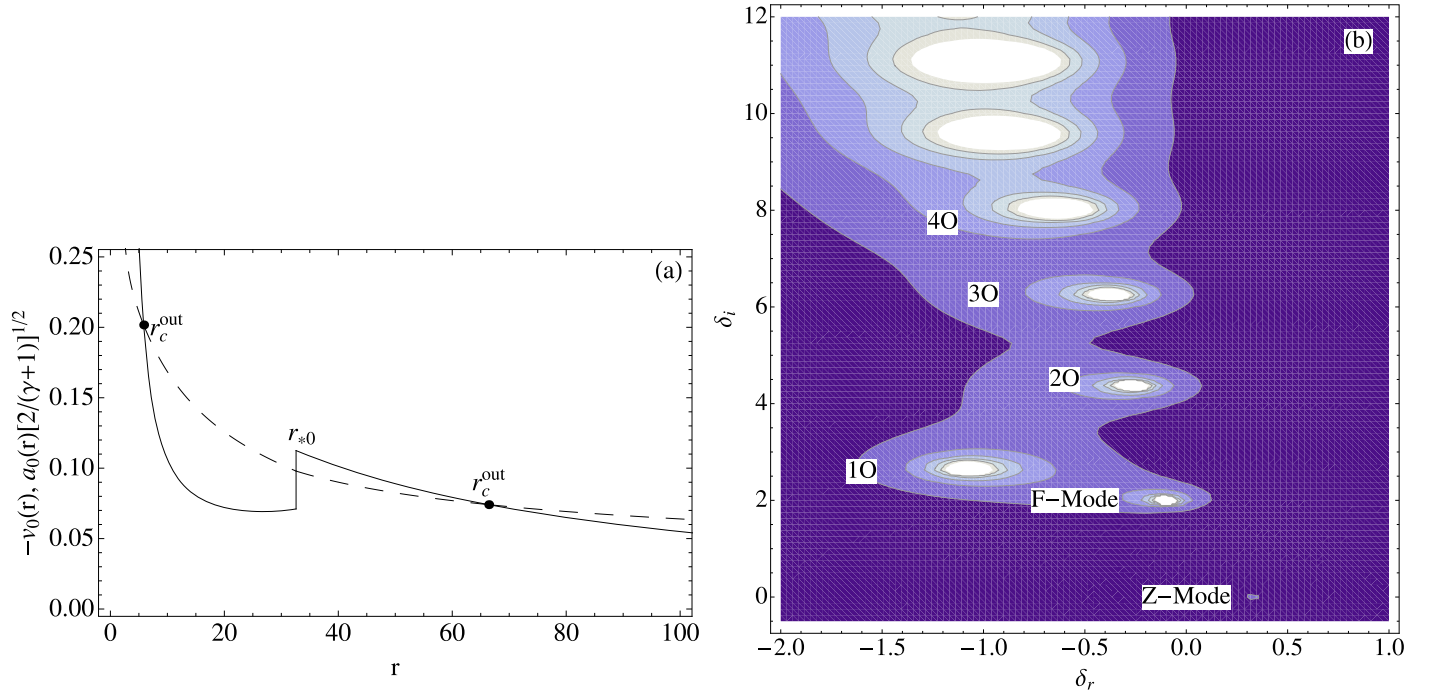 (a)
0.25
0.20
0.15
0.10
0.05
0.00
−v₀(r), a₀(r)[2/(γ+1)]^{1/2}
r_c^{out}
r_{*0}
r_c^{out}
0 20 40 60 80 100
r
(b)
12
10
8
6
4
2
0
δ_i
4O
3O
2O
1O
F−Mode
Z−Mode
−2.0 −1.5 −1.0 −0.5 0.0 0.5 1.0
δ_r